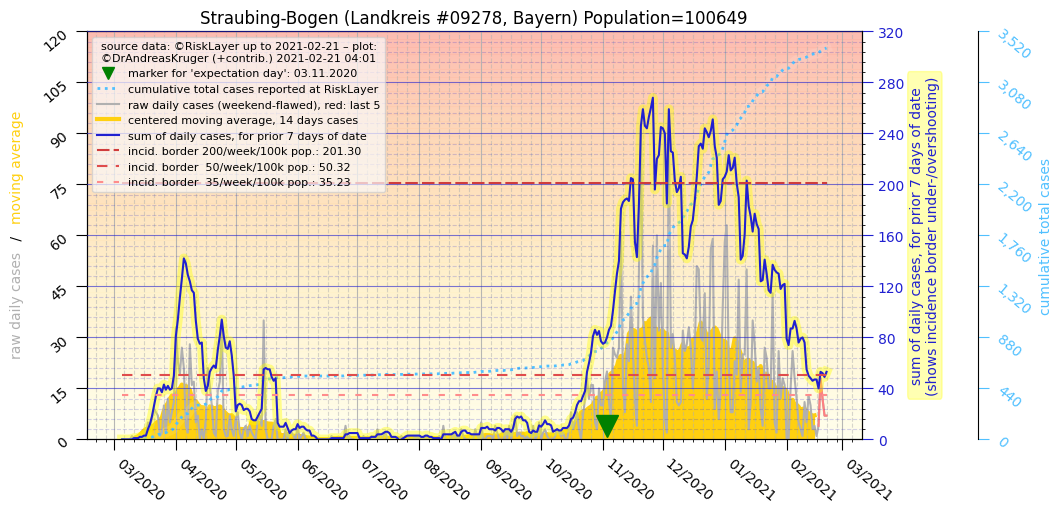 Straubing-Bogen (Landkreis #09278, Bayern) Population=100649
source data: ©RiskLayer up to 2021-02-21 – plot:
©DrAndreasKruger (+contrib.) 2021-02-21 04:01
marker for 'expectation day': 03.11.2020
cumulative total cases reported at RiskLayer
raw daily cases (weekend-flawed), red: last 5
centered moving average, 14 days cases
sum of daily cases, for prior 7 days of date
incid. border 200/week/100k pop.: 201.30
incid. border  50/week/100k pop.: 50.32
incid. border  35/week/100k pop.: 35.23
raw daily cases / moving average
120
105
90
75
60
45
30
15
0
03/2020
04/2020
05/2020
06/2020
07/2020
08/2020
09/2020
10/2020
11/2020
12/2020
01/2021
02/2021
03/2021
320
280
240
200
160
120
80
40
0
sum of daily cases, for prior 7 days of date
(shows incidence border under-/overshooting)
3,520
3,080
2,640
2,200
1,760
1,320
880
440
0
cumulative total cases